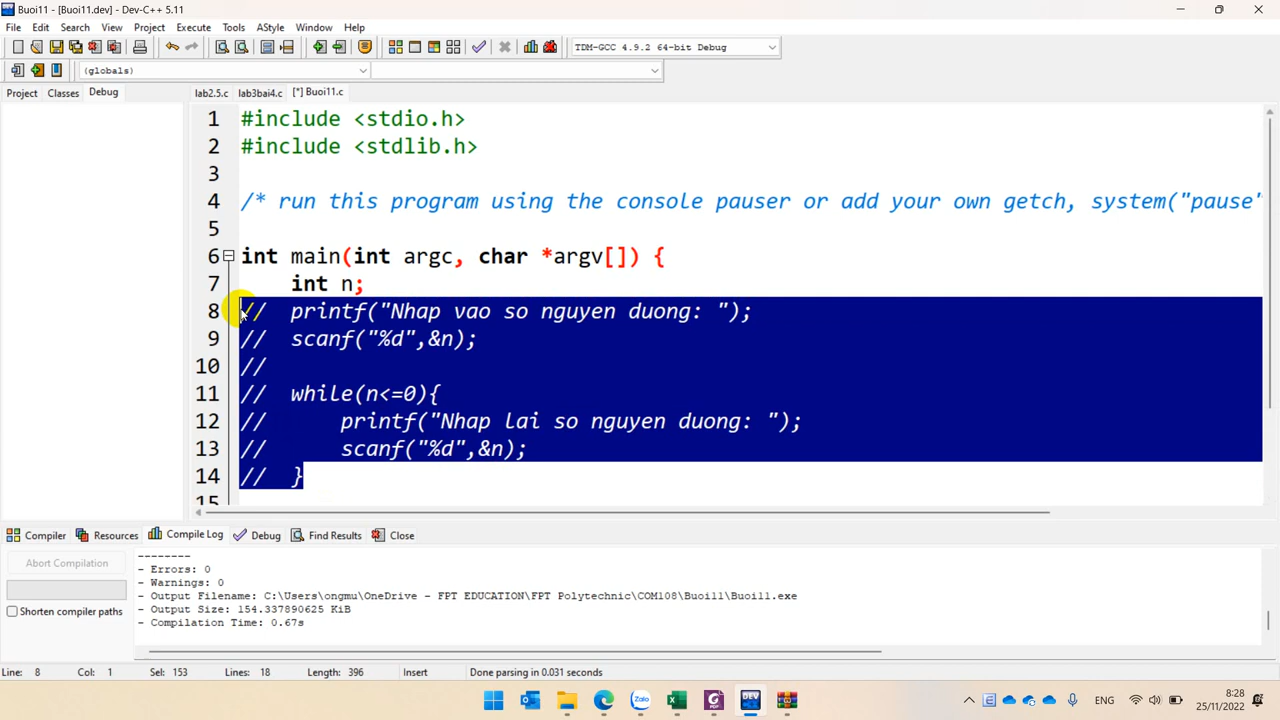 Buoi11 - [Buoi11.dev] - Dev-C++ 5.11
File Edit Search View Project Execute Tools AStyle Window Help
TDM-GCC 4.9.2 64-bit Debug
(globals)
Project Classes Debug lab2.5.c lab3bai4.c [*] Buoi11.c
1 #include <stdio.h>
2 #include <stdlib.h>
3
4 /* run this program using the console pauser or add your own getch, system("pause"
5
6 int main(int argc, char *argv[]) {
7 int n;
8 // printf("Nhap vao so nguyen duong: ");
9 // scanf("%d",&n);
10 //
11 // while(n<=0){
12 // printf("Nhap lai so nguyen duong: ");
13 // scanf("%d",&n);
14 // }
15
Compiler Resources Compile Log Debug Find Results Close
Abort Compilation
Shorten compiler paths
--------
- Errors: 0
- Warnings: 0
- Output Filename: C:\Users\ongmu\OneDrive - FPT EDUCATION\FPT Polytechnic\COM108\Buoi11\Buoi11.exe
- Output Size: 154.337890625 KiB
- Compilation Time: 0.67s
Line: 8 Col: 1 Sel: 153 Lines: 18 Length: 396 Insert Done parsing in 0.031 seconds
Zalo DEV ENG 8:28
25/11/2022